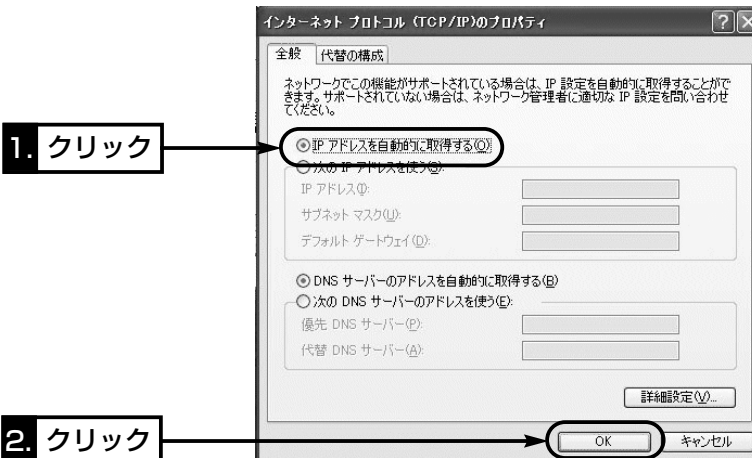 インターネット プロトコル (TCP/IP)のプロパティ
全般
代替の構成
ネットワークでこの機能がサポートされている場合は、IP 設定を自動的に取得することがで
きます。サポートされていない場合は、ネットワーク管理者に適切な IP 設定を問い合わせ
てください。
1. クリック
IP アドレスを自動的に取得する(O)
次の IP アドレスを使う(S):
IP アドレス(I):
サブネット マスク(U):
デフォルト ゲートウェイ(D):
DNS サーバーのアドレスを自動的に取得する(B)
次の DNS サーバーのアドレスを使う(E):
優先 DNS サーバー(P):
代替 DNS サーバー(A):
詳細設定(V)...
2. クリック
OK
キャンセル